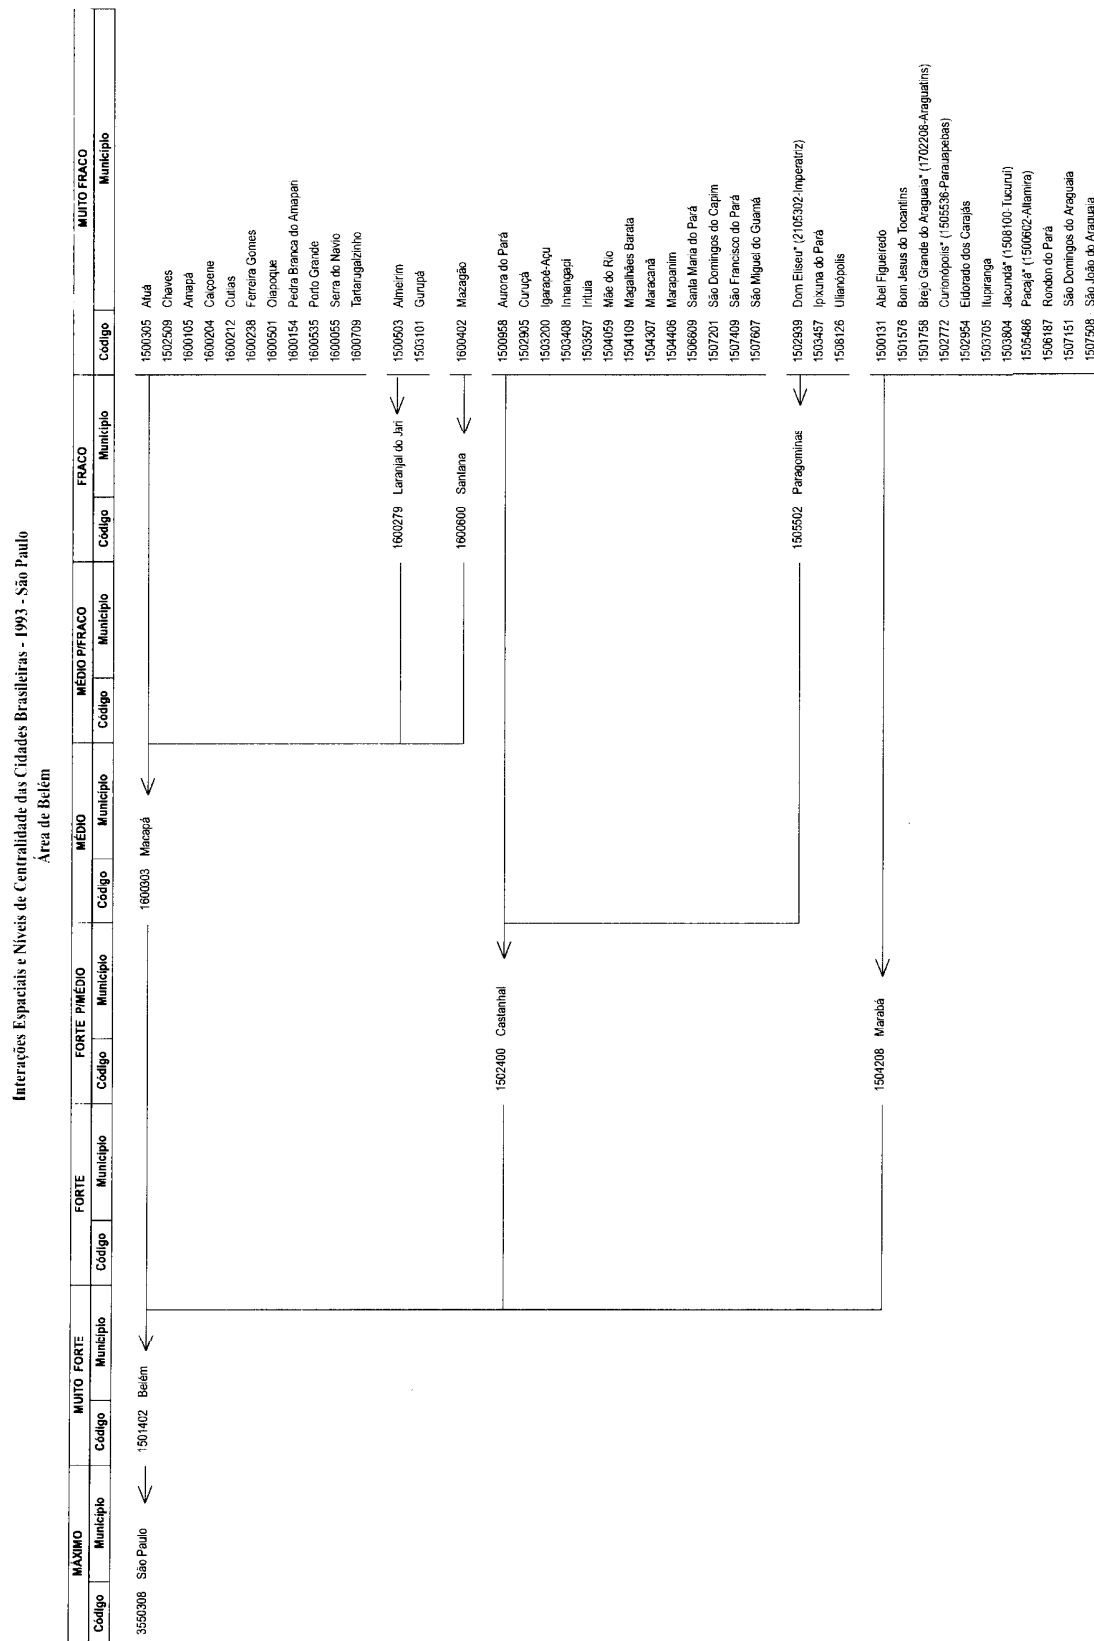 Interações Espaciais e Níveis de Centralidade das Cidades Brasileiras - 1993 - São Paulo
Área de Belém
MÁXIMO MUITO FORTE FORTE FORTE P/MÉDIO MÉDIO MÉDIO P/FRACO FRACO MUITO FRACO
Código Município Código Município Código Município Código Município Código Município Código Município Código Município Código Município
3550308 São Paulo 1501402 Belém 1600303 Macapá 1500305 Afuá
1502509 Chaves
1600105 Amapá
1600204 Calçoene
1600212 Cutias
1600238 Ferreira Gomes
1600501 Oiapoque
1600154 Pedra Branca do Amapari
1600535 Porto Grande
1600055 Serra do Navio
1600709 Tartarugalzinho
1600279 Laranjal do Jari 1500503 Almeirim
1503101 Gurupá
1600600 Santana 1600402 Mazagão
1502400 Castanhal 1500958 Aurora do Pará
1502905 Curuçá
1503200 Igarapé-Açu
1503408 Inhangapi
1503507 Irituia
1504059 Mãe do Rio
1504109 Magalhães Barata
1504307 Maracanã
1504406 Marapanim
1506609 Santa Maria do Pará
1507201 São Domingos do Capim
1507409 São Francisco do Pará
1507607 São Miguel do Guamá
1505502 Paragominas 1502939 Dom Eliseu* (2105302-Imperatriz)
1503457 Ipixuna do Pará
1508126 Ulianópolis
1504208 Marabá 1500131 Abel Figueiredo
1501576 Bom Jesus do Tocantins
1501758 Brejo Grande do Araguaia* (1702208-Araguatins)
1502772 Curionópolis* (1505536-Parauapebas)
1502954 Eldorado dos Carajás
1503705 Itupiranga
1503804 Jacundá* (1508100-Tucuruí)
1505486 Pacajá* (1500602-Altamira)
1506187 Rondon do Pará
1507151 São Domingos do Araguaia
1507508 São João do Araguaia